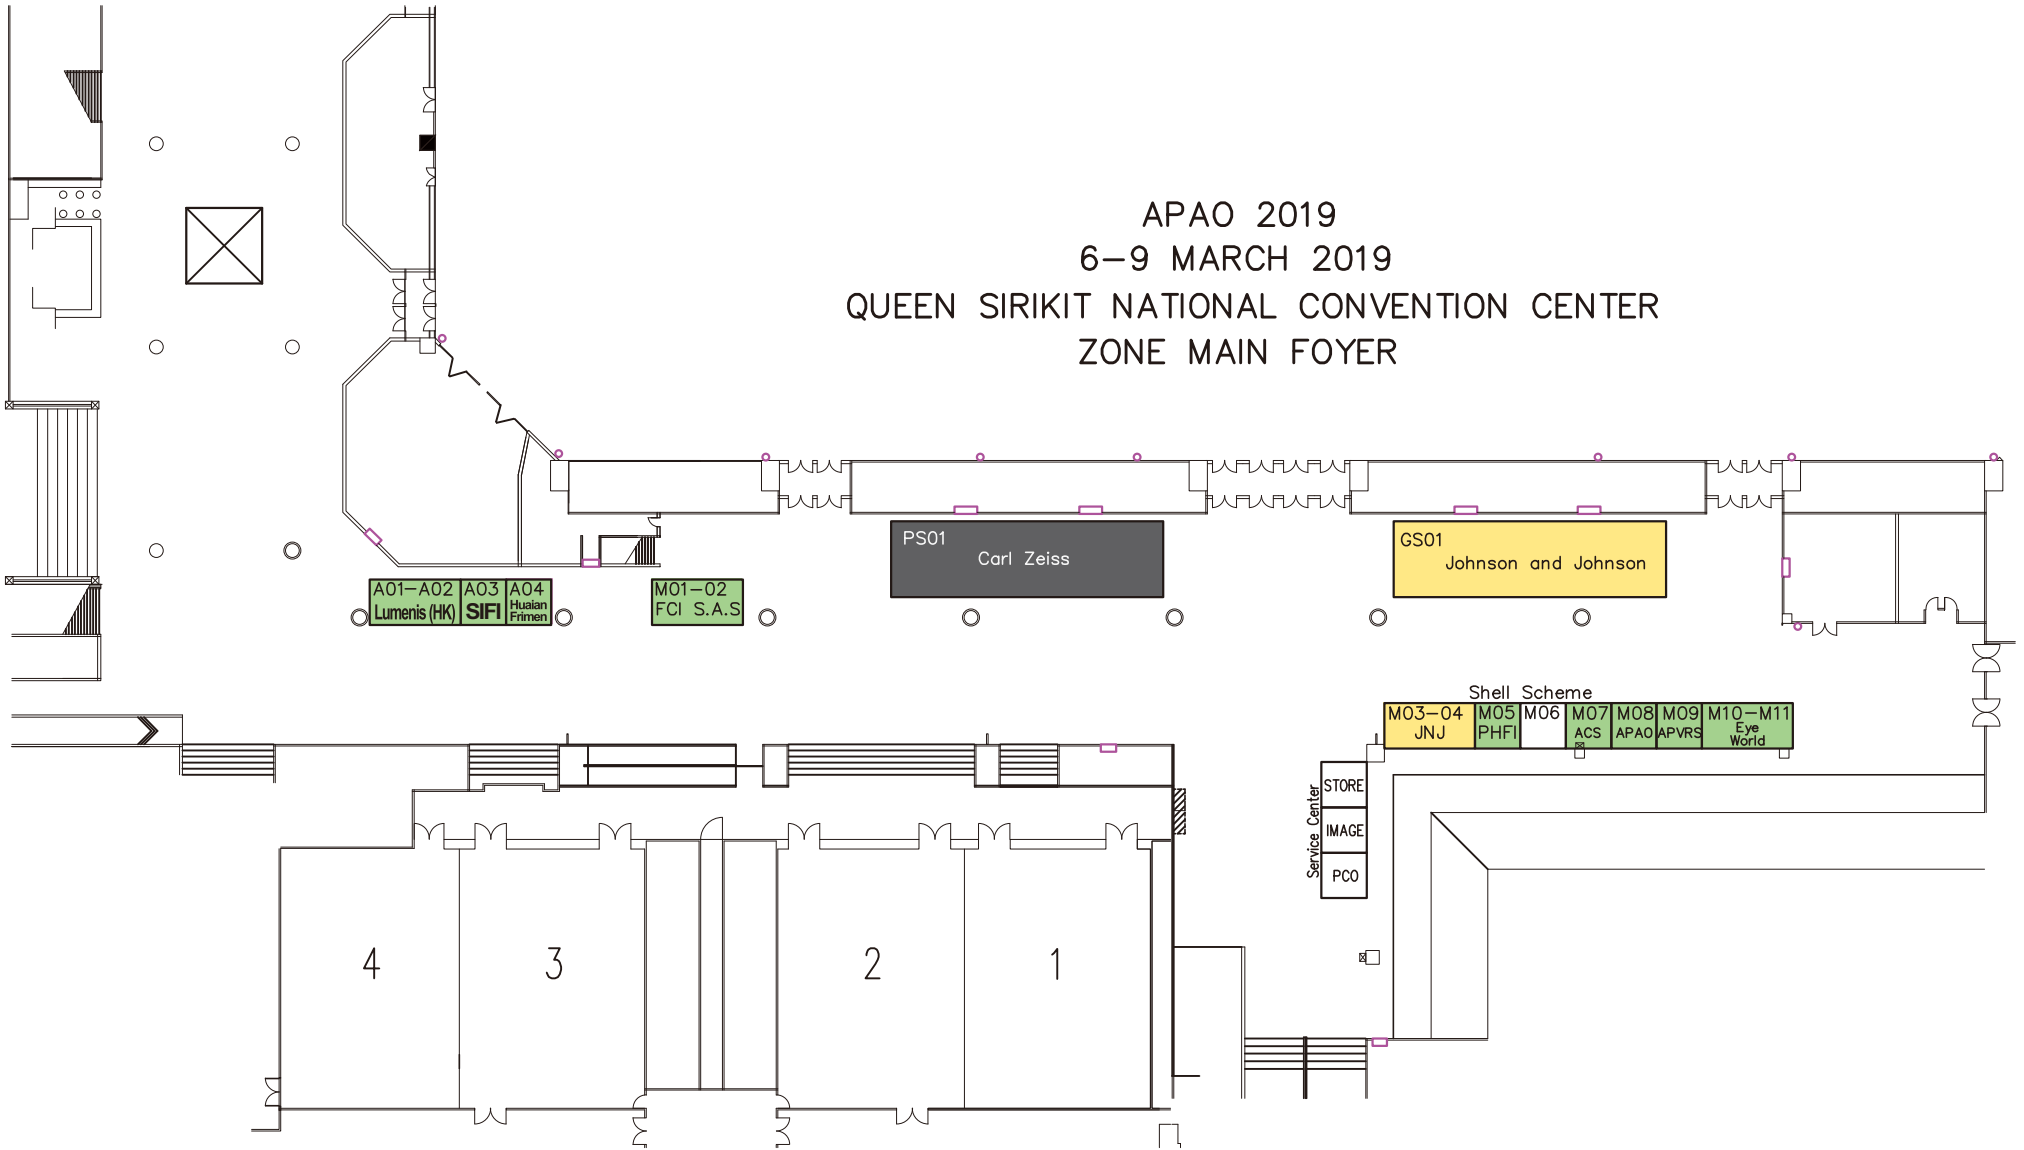 APAO 2019
6-9 MARCH 2019
QUEEN SIRIKIT NATIONAL CONVENTION CENTER
ZONE MAIN FOYER
PS01
Carl Zeiss
GS01
Johnson and Johnson
A01-A02
Lumenis (HK)
A03
SIFI
A04
Huaian
Frimen
M01-02
FCI S.A.S
Shell Scheme
M03-04
JNJ
M05
PHFI
M06
M07
ACS
M08
APAO
M09
APVRS
M10-M11
Eye
World
Service Center
STORE
IMAGE
PCO
4
3
2
1